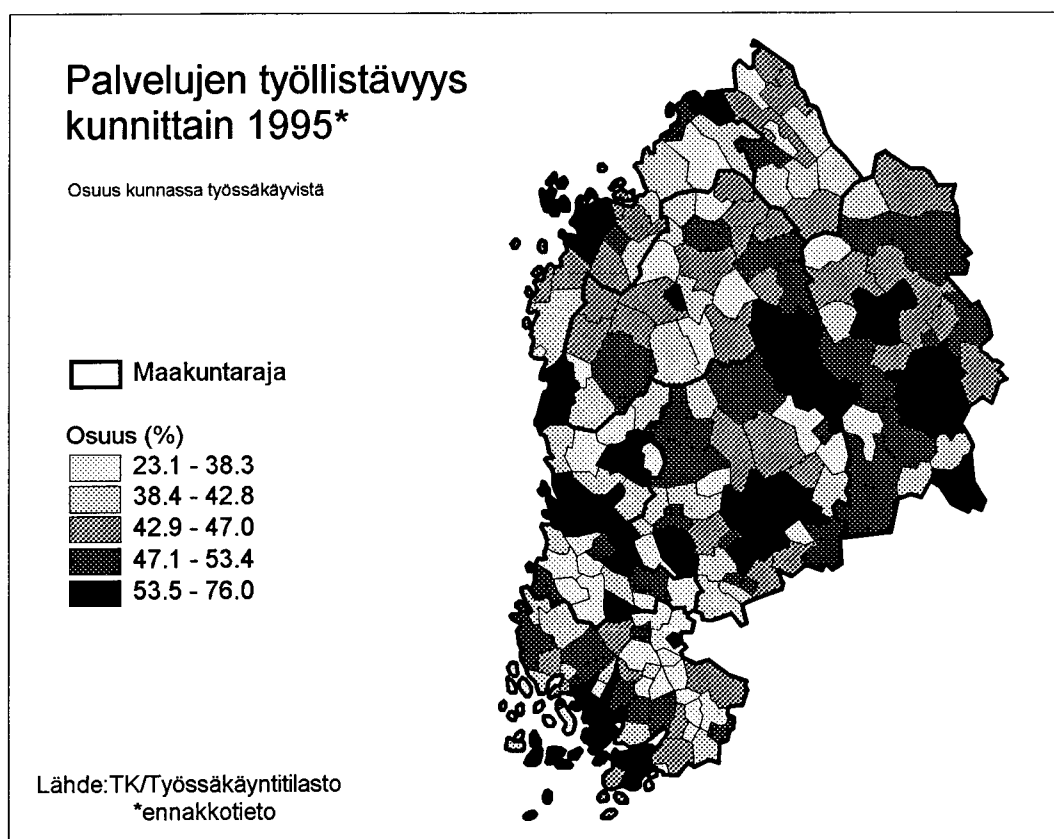 Palvelujen työllistävyys
kunnittain 1995*
Osuus kunnassa työssäkäyvistä
Maakuntaraja
Osuus (%)
23.1 - 38.3
38.4 - 42.8
42.9 - 47.0
47.1 - 53.4
53.5 - 76.0
Lähde:TK/Työssäkäyntitilasto
*ennakkotieto